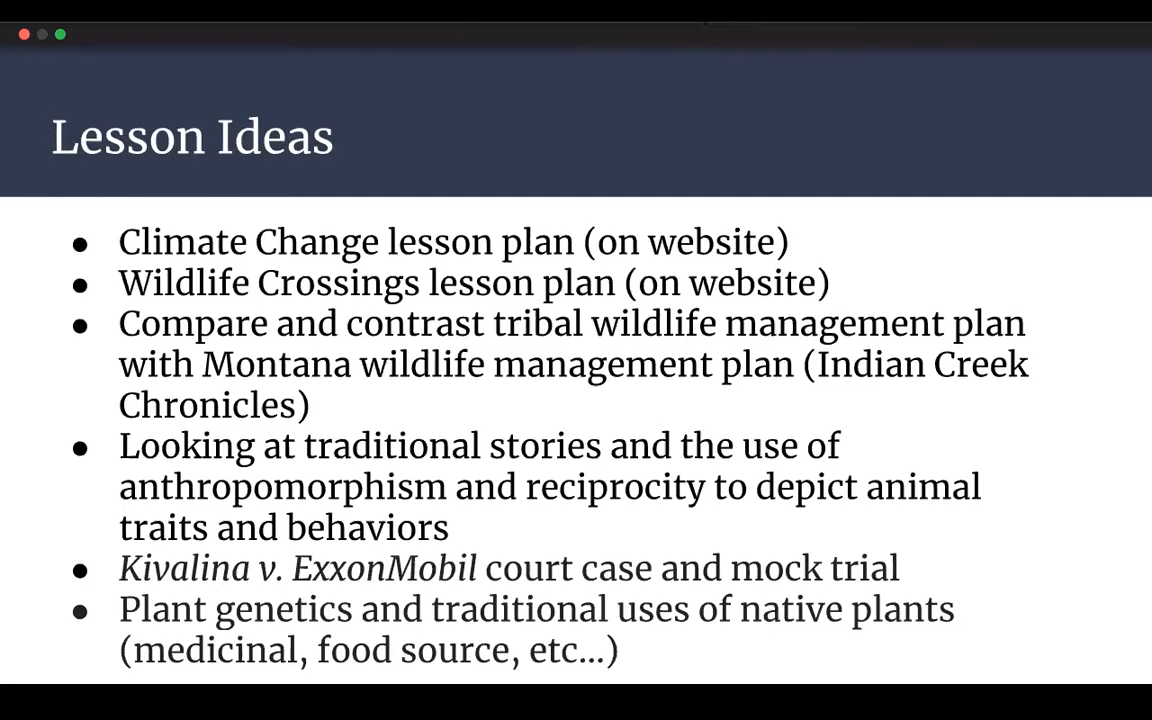 Lesson Ideas
● Climate Change lesson plan (on website)
● Wildlife Crossings lesson plan (on website)
● Compare and contrast tribal wildlife management plan
with Montana wildlife management plan (Indian Creek
Chronicles)
● Looking at traditional stories and the use of
anthropomorphism and reciprocity to depict animal
traits and behaviors
● Kivalina v. ExxonMobil court case and mock trial
● Plant genetics and traditional uses of native plants
(medicinal, food source, etc...)